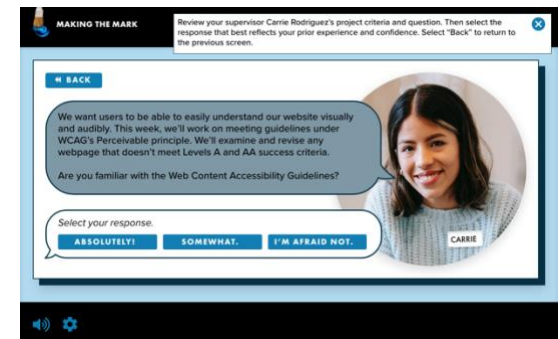 MAKING THE MARK
Review your supervisor Carrie Rodriguez's project criteria and question. Then select the
response that best reflects your prior experience and confidence. Select "Back" to return to
the previous screen.
BACK
We want users to be able to easily understand our website visually
and audibly. This week, we'll work on meeting guidelines under
WCAG's Perceivable principle. We'll examine and revise any
webpage that doesn't meet Levels A and AA success criteria.
Are you familiar with the Web Content Accessibility Guidelines?
Select your response.
ABSOLUTELY!
SOMEWHAT.
I'M AFRAID NOT.
CARRIE